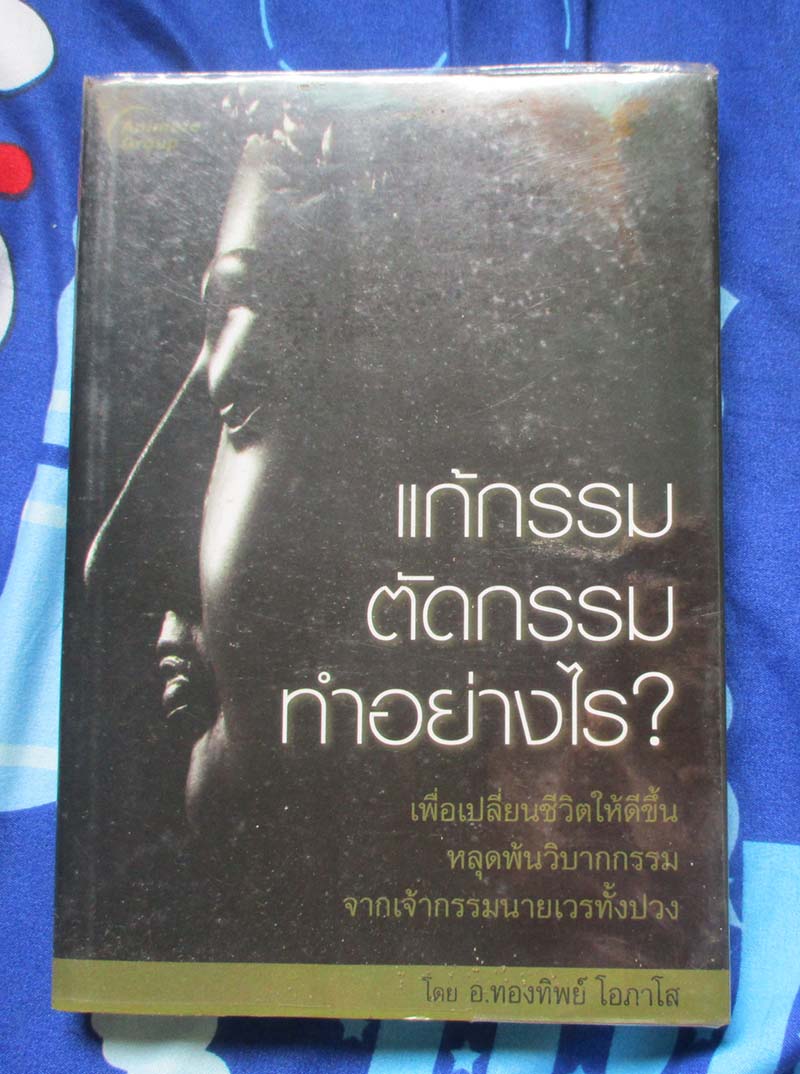 Animate
Group
แก้กรรม
ตัดกรรม
ทำอย่างไร?
เพื่อเปลี่ยนชีวิตให้ดีขึ้น
หลุดพ้นวิบากกรรม
จากเจ้ากรรมนายเวรทั้งปวง
โดย อ.ทองทิพย์ โอภาโส